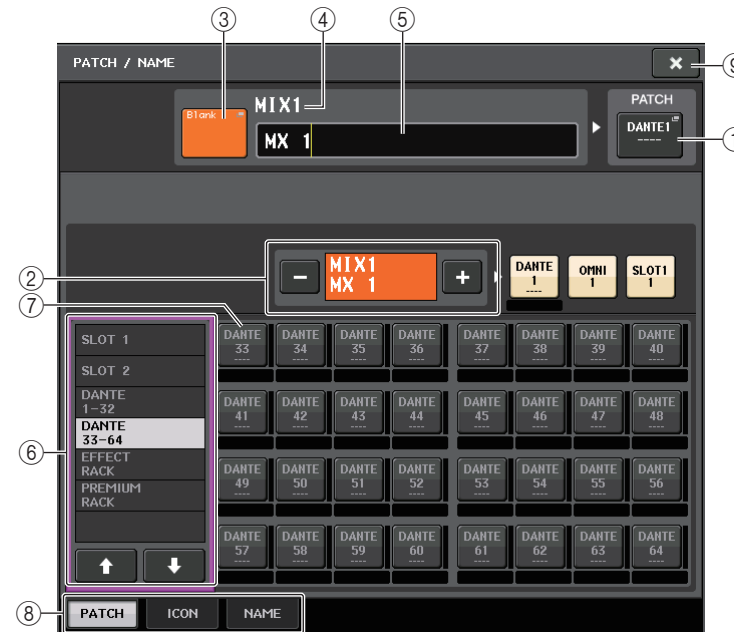 ③ ④ ⑤
PATCH / NAME
MIX1
Blank
MX 1
PATCH
DANTE1
----
②
MIX1
MX 1
DANTE 1 ----
OMNI 1
SLOT1 1
⑦
SLOT 1
SLOT 2
DANTE 1-32
DANTE 33-64
EFFECT RACK
PREMIUM RACK
⑥
DANTE 33 ---- DANTE 34 ---- DANTE 35 ---- DANTE 36 ---- DANTE 37 ---- DANTE 38 ---- DANTE 39 ---- DANTE 40 ----
DANTE 41 ---- DANTE 42 ---- DANTE 43 ---- DANTE 44 ---- DANTE 45 ---- DANTE 46 ---- DANTE 47 ---- DANTE 48 ----
DANTE 49 ---- DANTE 50 ---- DANTE 51 ---- DANTE 52 ---- DANTE 53 ---- DANTE 54 ---- DANTE 55 ---- DANTE 56 ----
DANTE 57 ---- DANTE 58 ---- DANTE 59 ---- DANTE 60 ---- DANTE 61 ---- DANTE 62 ---- DANTE 63 ---- DANTE 64 ----
⑧
PATCH ICON NAME